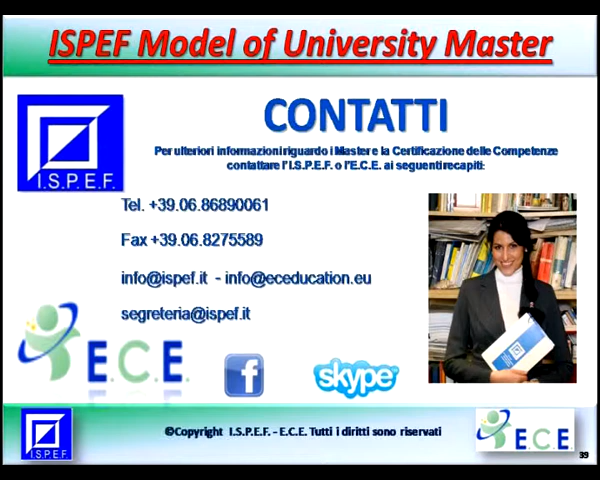 ISPEF Model of University Master
CONTATTI
Per ulteriori informazioni riguardo i Master e la Certificazione delle Competenze
contattare l'I.S.P.E.F. o l'E.C.E. ai seguenti recapiti:
I.S.P.E.F.
Tel. +39.06.86890061
Fax +39.06.8275589
info@ispef.it - info@eceducation.eu
segreteria@ispef.it
E.C.E.
f
skype
I.S.P.E.F
©Copyright I.S.P.E.F. - E.C.E. Tutti i diritti sono riservati
E.C.E.
39